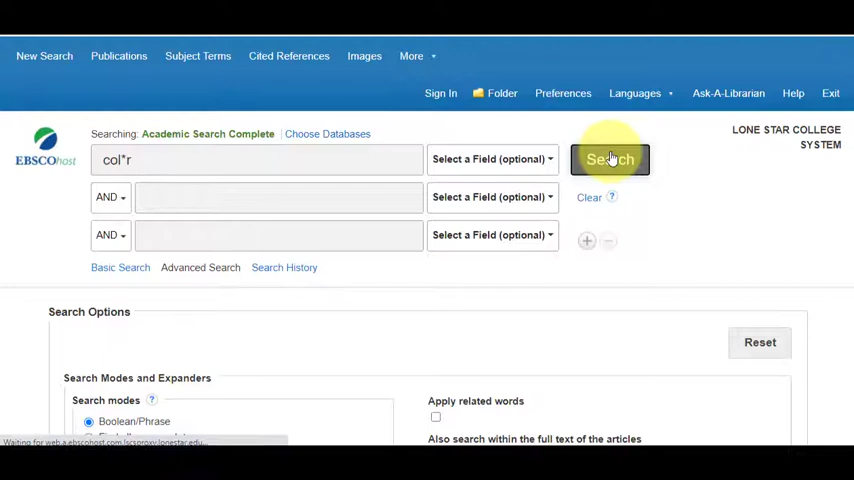 New Search Publications Subject Terms Cited References Images More
Sign In Folder Preferences Languages Ask-A-Librarian Help Exit
Searching: Academic Search Complete Choose Databases
LONE STAR COLLEGE
SYSTEM
EBSCOhost
col*r Select a Field (optional) Search
AND Select a Field (optional) Clear ?
AND Select a Field (optional)
Basic Search Advanced Search Search History
Search Options
Reset
Search Modes and Expanders
Search modes ?
Apply related words
Boolean/Phrase
Also search within the full text of the articles